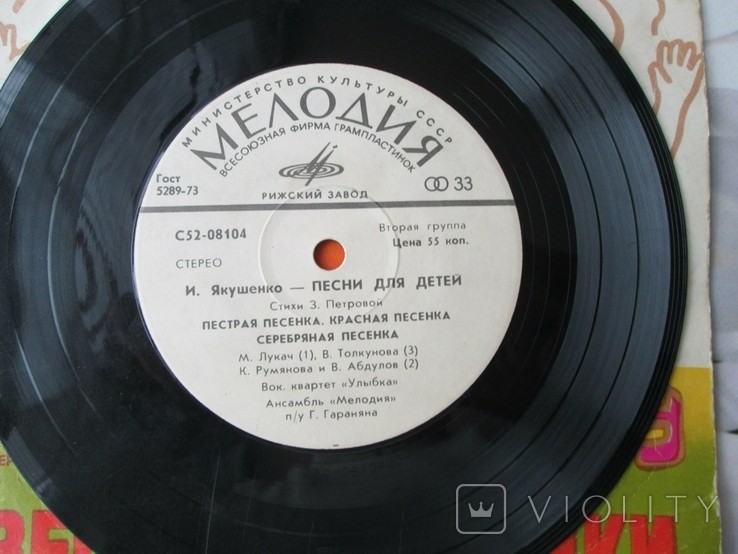 МИНИСТЕРСТВО КУЛЬТУРЫ СССР
МЕЛОДИЯ
ВСЕСОЮЗНАЯ ФИРМА ГРАМПЛАСТИНОК
Гост
5289-73
33
РИЖСКИЙ ЗАВОД
С52-08104
Вторая группа
Цена 55 коп.
СТЕРЕО
И. Якушенко — ПЕСНИ ДЛЯ ДЕТЕЙ
Стихи З. Петровой
ПЕСТРАЯ ПЕСЕНКА. КРАСНАЯ ПЕСЕНКА
СЕРЕБРЯНАЯ ПЕСЕНКА
М. Лукач (1), В. Толкунова (3)
К. Румянова и В. Абдулов (2)
Вок. квартет «Улыбка»
Ансамбль «Мелодия»
п/у Г. Гараняна
VIOLITY